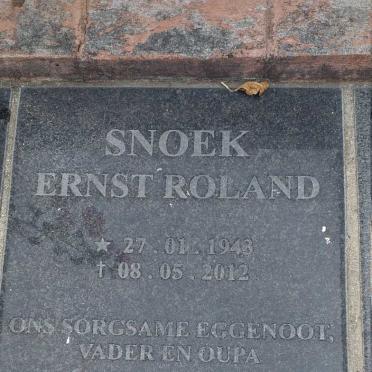 SNOEK
ERNST ROLAND
★ 27 . 01 . 1943
† 08 . 05 . 2012
ONS SORGSAME EGGENOOT,
VADER EN OUPA